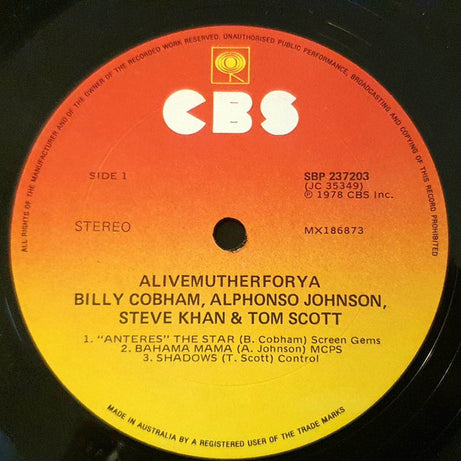 ALL RIGHTS OF THE MANUFACTURER AND OF THE OWNER OF THE RECORDED WORK RESERVED. UNAUTHORISED PUBLIC PERFORMANCE, BROADCASTING AND COPYING OF THIS RECORD PROHIBITED
CBS
SIDE 1
SBP 237203
(JC 35349)
℗ 1978 CBS Inc.
STEREO
MX186873
ALIVEMUTHERFORYA
BILLY COBHAM, ALPHONSO JOHNSON,
STEVE KHAN & TOM SCOTT
1. "ANTERES" THE STAR (B. Cobham) Screen Gems
2. BAHAMA MAMA (A. Johnson) MCPS
3. SHADOWS (T. Scott) Control
MADE IN AUSTRALIA BY A REGISTERED USER OF THE TRADE MARKS